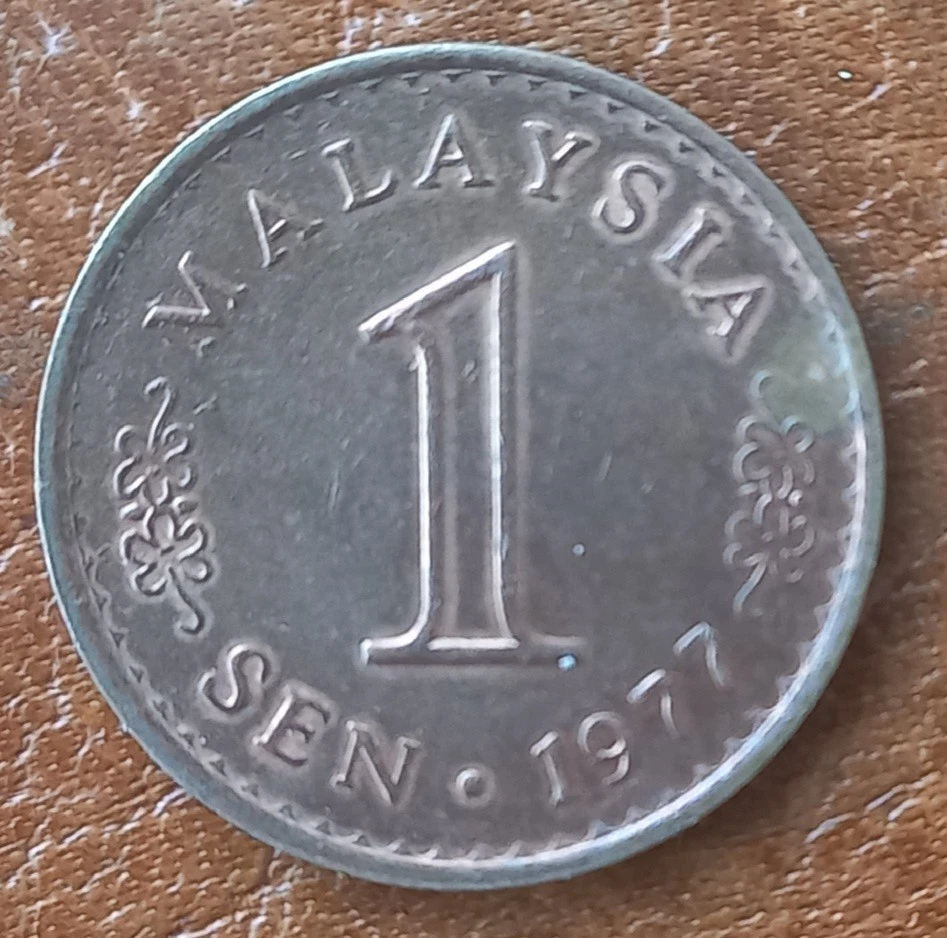 MALAYSIA
1
SEN • 1977